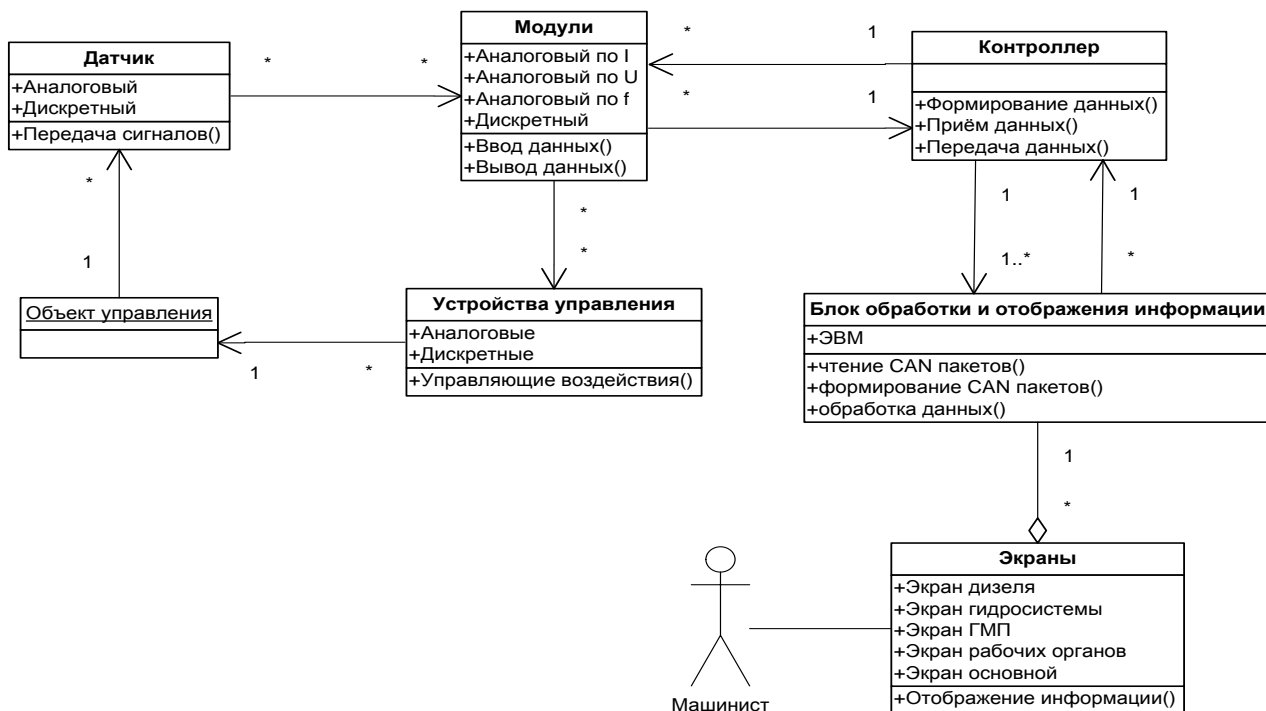 Датчик
+Аналоговый
+Дискретный
+Передача сигналов()
*
*
Модули
+Аналоговый по I
+Аналоговый по U
+Аналоговый по f
+Дискретный
+Ввод данных()
+Вывод данных()
*
1
*
1
Контроллер
+Формирование данных()
+Приём данных()
+Передача данных()
*
1
*
*
1
1..*
1
*
Объект управления
1
*
Устройства управления
+Аналоговые
+Дискретные
+Управляющие воздействия()
Блок обработки и отображения информации
+ЭВМ
+чтение CAN пакетов()
+формирование CAN пакетов()
+обработка данных()
1
*
Экраны
+Экран дизеля
+Экран гидросистемы
+Экран ГМП
+Экран рабочих органов
+Экран основной
+Отображение информации()
Машинист